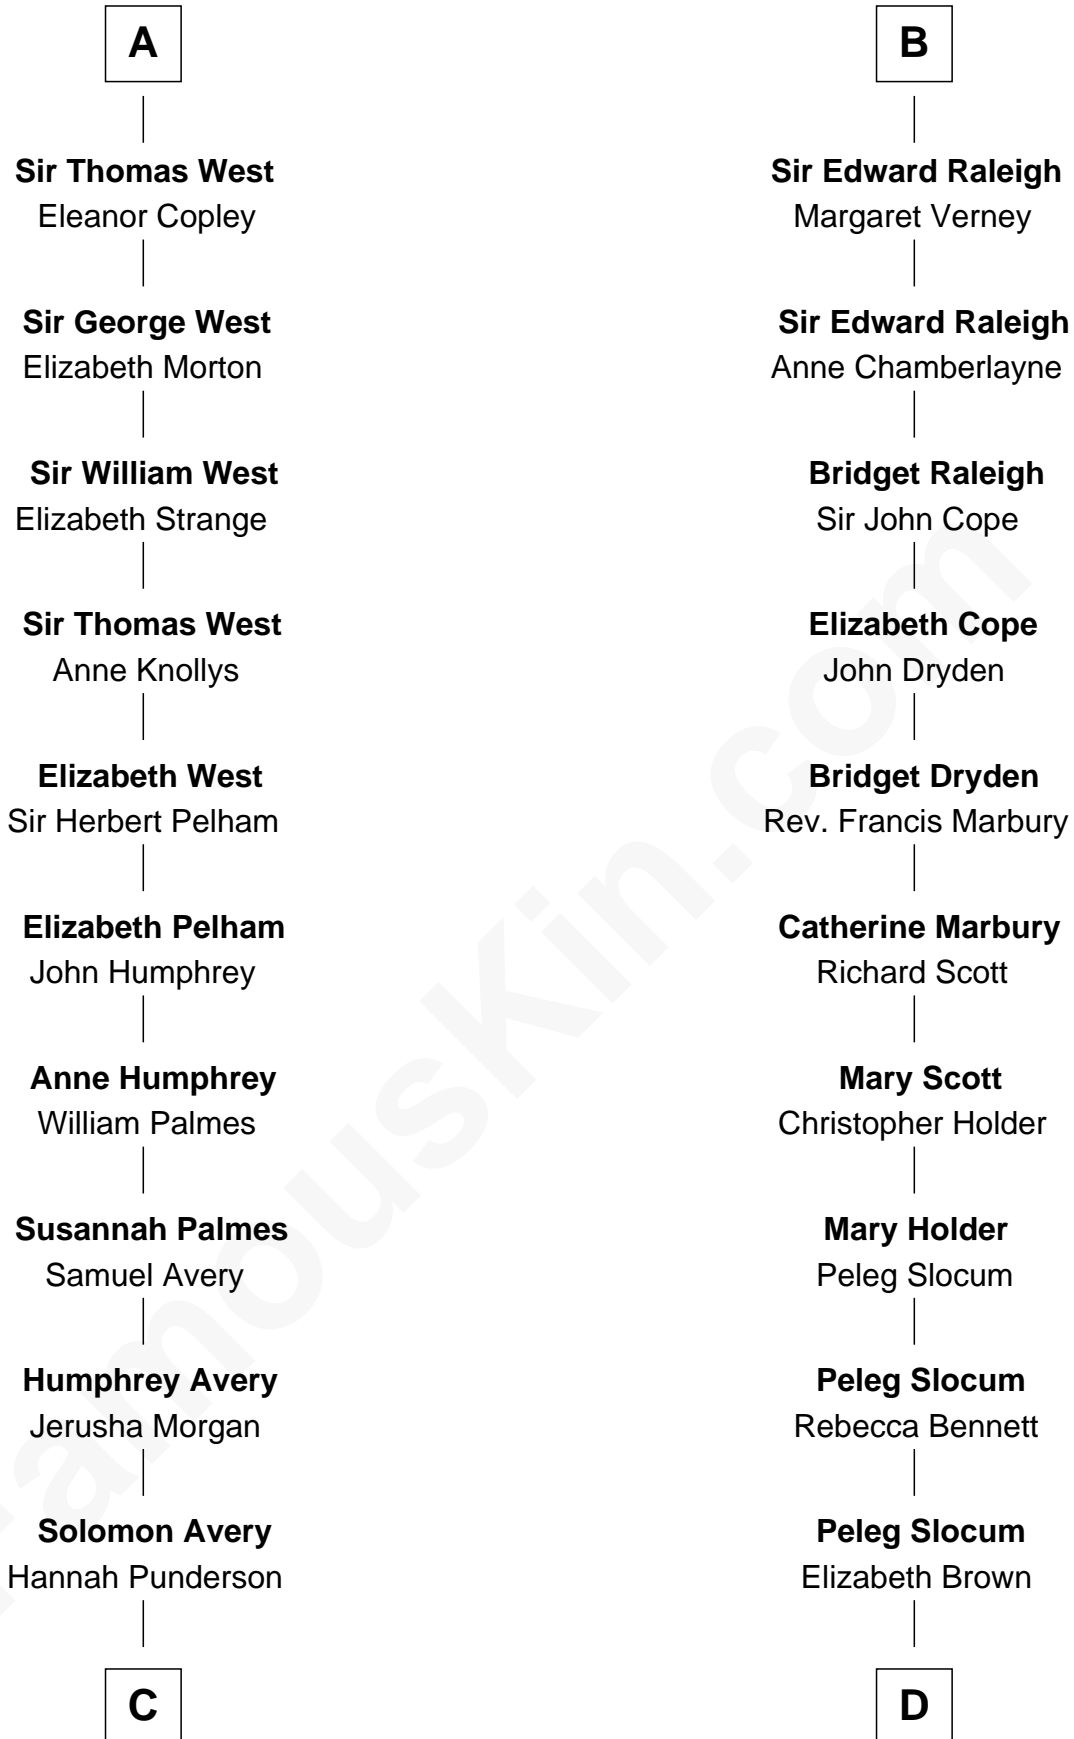 A
Sir Thomas West
Eleanor Copley
Sir George West
Elizabeth Morton
Sir William West
Elizabeth Strange
Sir Thomas West
Anne Knollys
Elizabeth West
Sir Herbert Pelham
Elizabeth Pelham
John Humphrey
Anne Humphrey
William Palmes
Susannah Palmes
Samuel Avery
Humphrey Avery
Jerusha Morgan
Solomon Avery
Hannah Punderson
C
B
Sir Edward Raleigh
Margaret Verney
Sir Edward Raleigh
Anne Chamberlayne
Bridget Raleigh
Sir John Cope
Elizabeth Cope
John Dryden
Bridget Dryden
Rev. Francis Marbury
Catherine Marbury
Richard Scott
Mary Scott
Christopher Holder
Mary Holder
Peleg Slocum
Peleg Slocum
Rebecca Bennett
Peleg Slocum
Elizabeth Brown
D
FamousKin.com